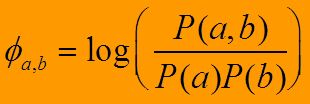 ϕ_{a,b} = log( P(a,b) / P(a)P(b) )